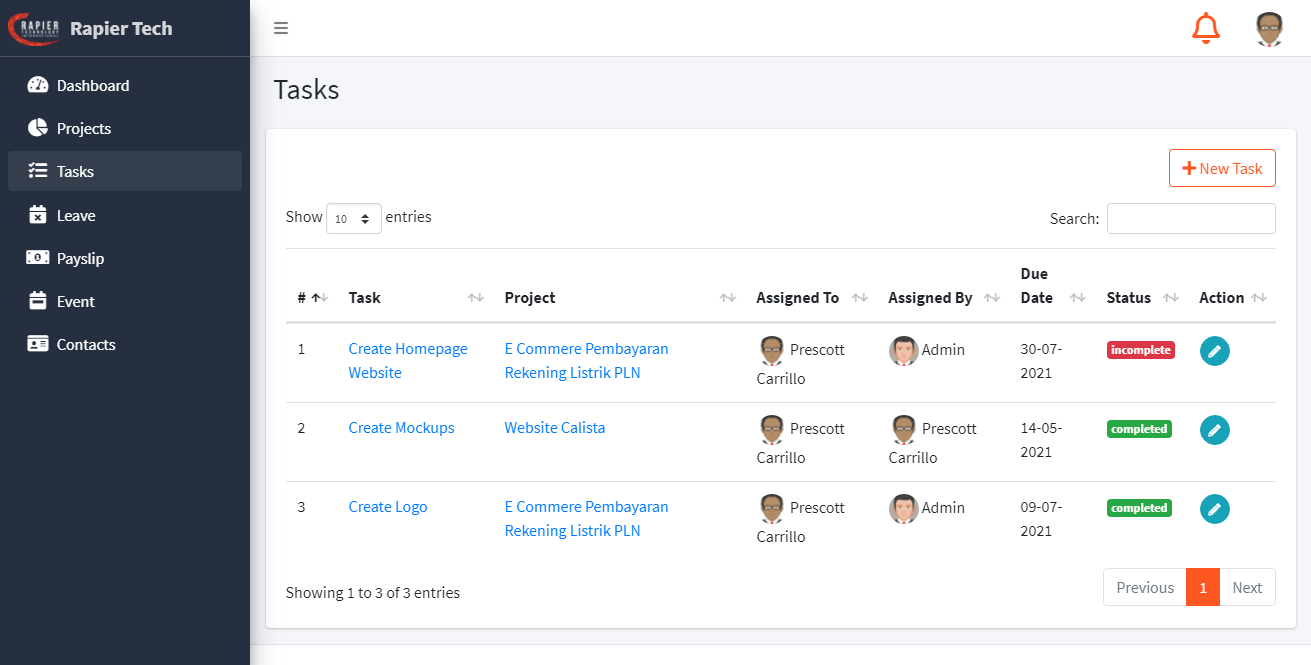 RAPIER
TECHNOLOGY
INTERNATIONAL
Rapier Tech
Dashboard
Projects
Tasks
Leave
Payslip
Event
Contacts
Tasks
New Task
Show 10 entries
Search:
# Task Project Assigned To Assigned By Due Date Status Action
1 Create Homepage Website E Commere Pembayaran Rekening Listrik PLN Prescott Carrillo Admin 30-07-2021 incomplete
2 Create Mockups Website Calista Prescott Carrillo Prescott Carrillo 14-05-2021 completed
3 Create Logo E Commere Pembayaran Rekening Listrik PLN Prescott Carrillo Admin 09-07-2021 completed
Showing 1 to 3 of 3 entries
Previous 1 Next